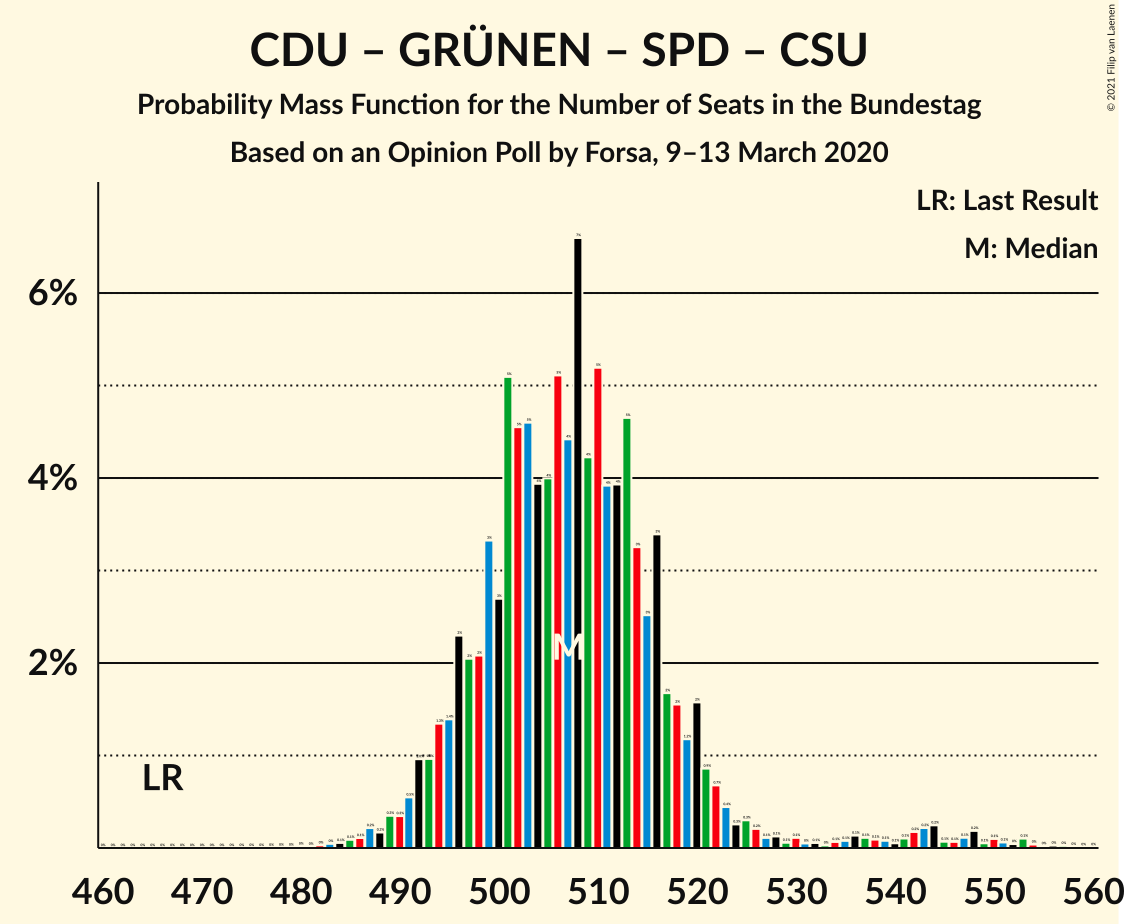 CDU – GRÜNEN – SPD – CSU
Probability Mass Function for the Number of Seats in the Bundestag
Based on an Opinion Poll by Forsa, 9–13 March 2020
© 2021 Filip van Laenen
LR: Last Result
M: Median
6%
4%
2%
LR
M
460 470 480 490 500 510 520 530 540 550 560